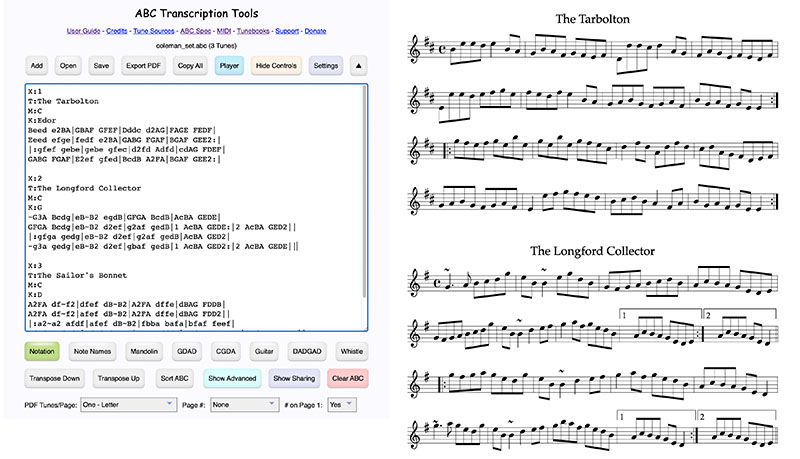 ABC Transcription Tools
User Guide - Credits - Tune Sources - ABC Spec - MIDI - Tunebooks - Support - Donate
coleman_set.abc (3 Tunes)
Add Open Save Export PDF Copy All Player Hide Controls Settings ▲
X:1
T:The Tarbolton
M:C
K:Edor
Beed e2BA|GBAF GFEF|Dddc d2AG|FAGE FEDF|
Eeed efge|fedf e2BA|GABG FGAF|BGAF GEE2:|
|:gfef gebe|gebe gfec|d2fd Adfd|cdAG FDEF|
GABG FGAF|E2ef gfed|BcdB A2FA|BGAF GEE2:|
X:2
T:The Longford Collector
M:C
K:G
~G3A Bcdg|eB~B2 egdB|GFGA BcdB|AcBA GEDE|
GFGA Bcdg|eB~B2 d2ef|g2af gedB|1 AcBA GEDE:|2 AcBA GED2||
|:gfga gedg|eB~B2 d2ef|g2af gedB|AcBA GED2|
~g3a gedg|eB~B2 d2ef|gbaf gedB|1 AcBA GED2:|2 AcBA GEDE||
X:3
T:The Sailor's Bonnet
M:C
K:D
A2FA df~f2|dfef dB~B2|A2FA dffe|dBAG FDDB|
A2FA df~f2|afef dB~B2|A2FA dffe|dBAG FDD2||
|:a2~a2 afdf|afef dB~B2|fbba bafa|bfaf feef|
Notation Note Names Mandolin GDAD CGDA Guitar DADGAD Whistle
Transpose Down Transpose Up Sort ABC Show Advanced Show Sharing Clear ABC
PDF Tunes/Page: One - Letter Page #: None # on Page 1: Yes
The Tarbolton
The Longford Collector
1 2
1 2